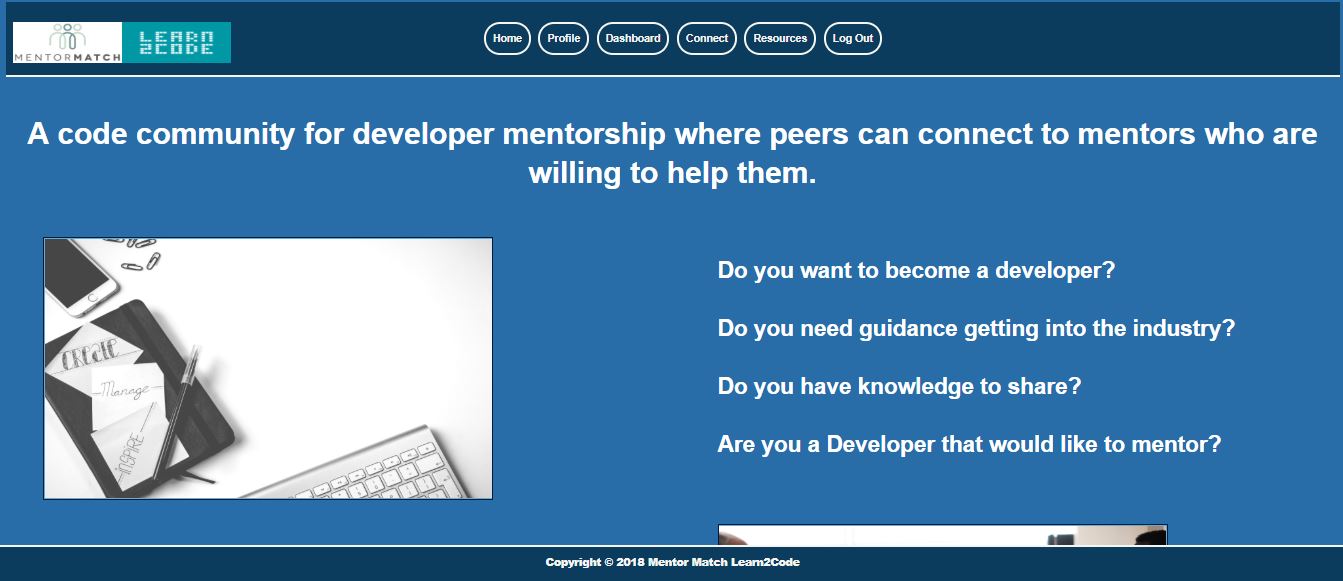 MENTORMATCH
LEARN
2CODE
Home
Profile
Dashboard
Connect
Resources
Log Out
A code community for developer mentorship where peers can connect to mentors who are
willing to help them.
CREATE
Manage
INSPIRE
Do you want to become a developer?
Do you need guidance getting into the industry?
Do you have knowledge to share?
Are you a Developer that would like to mentor?
Copyright © 2018 Mentor Match Learn2Code